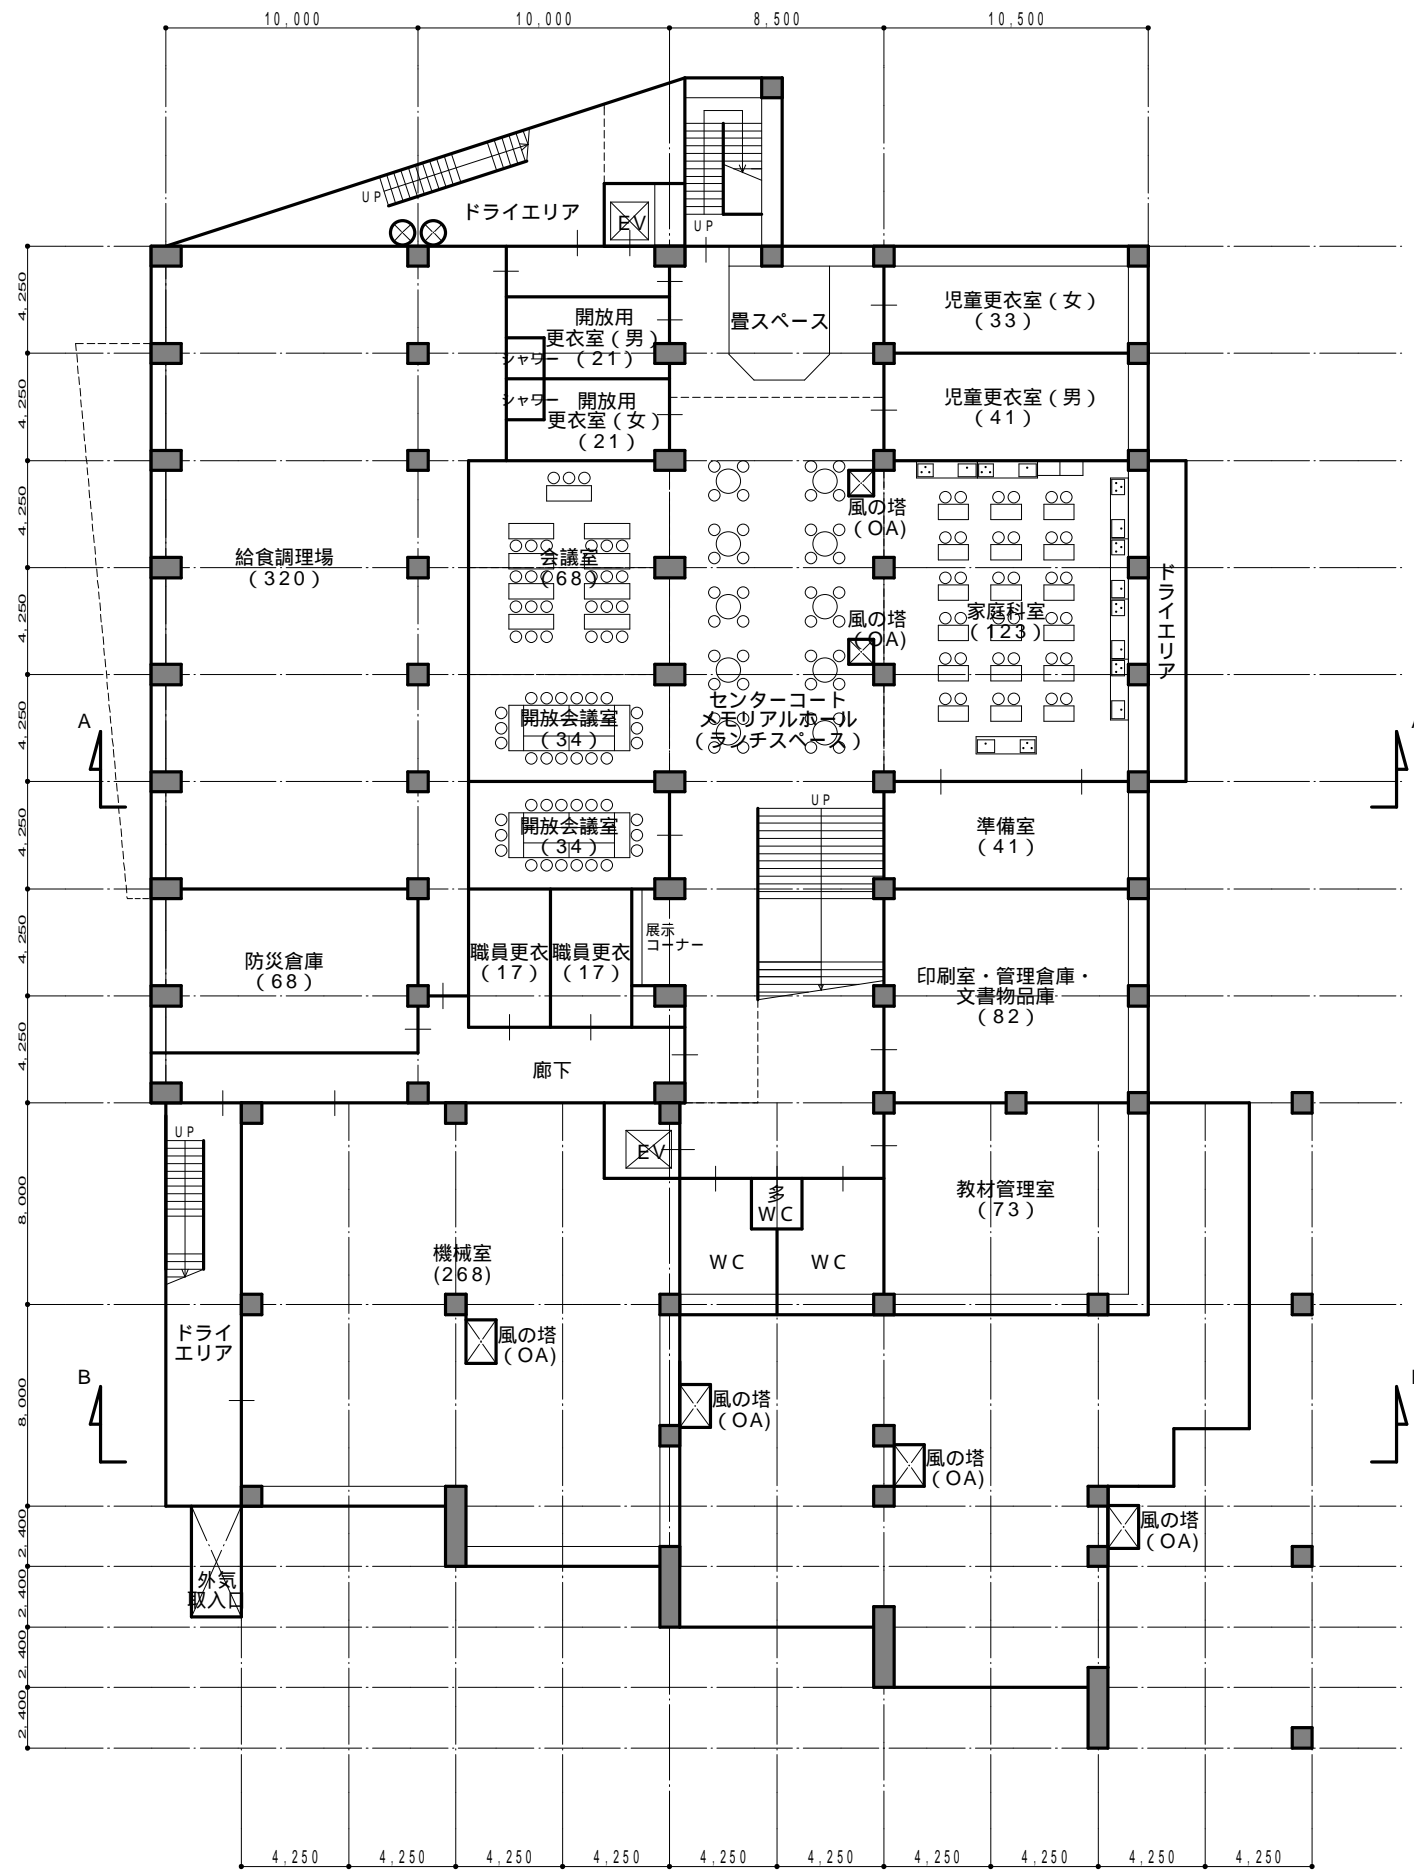 10,000
10,000
8,500
10,500
UP
ドライエリア
EV
UP
4,250
4,250
4,250
4,250
4,250
4,250
4,250
4,250
8,000
8,000
2,400
2,400
2,400
2,400
開放用
更衣室(男)
(21)
シャワー
シャワー
開放用
更衣室(女)
(21)
畳スペース
児童更衣室(女)
(33)
児童更衣室(男)
(41)
給食調理場
(320)
会議室
(68)
風の塔
(OA)
風の塔
(OA)
家庭科室
(123)
ドライエリア
開放会議室
(34)
センターコート
メモリアルホール
(ランチスペース)
A
開放会議室
(34)
UP
準備室
(41)
防災倉庫
(68)
職員更衣
(17)
職員更衣
(17)
展示
コーナー
印刷室・管理倉庫・
文書物品庫
(82)
廊下
UP
EV
多
WC
WC
WC
教材管理室
(73)
機械室
(268)
ドライ
エリア
風の塔
(OA)
B
風の塔
(OA)
風の塔
(OA)
風の塔
(OA)
外気
取入口
4,250
4,250
4,250
4,250
4,250
4,250
4,250
4,250
4,250
4,250